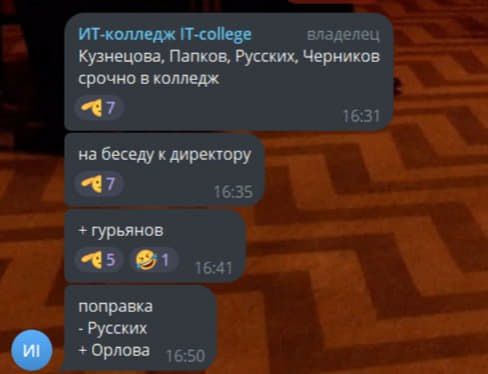 ИТ-колледж IT-college владелец
Кузнецова, Папков, Русских, Черников
срочно в колледж
7
16:31
на беседу к директору
7
16:35
+ гурьянов
5 1
16:41
поправка
- Русских
+ Орлова 16:50
ИI